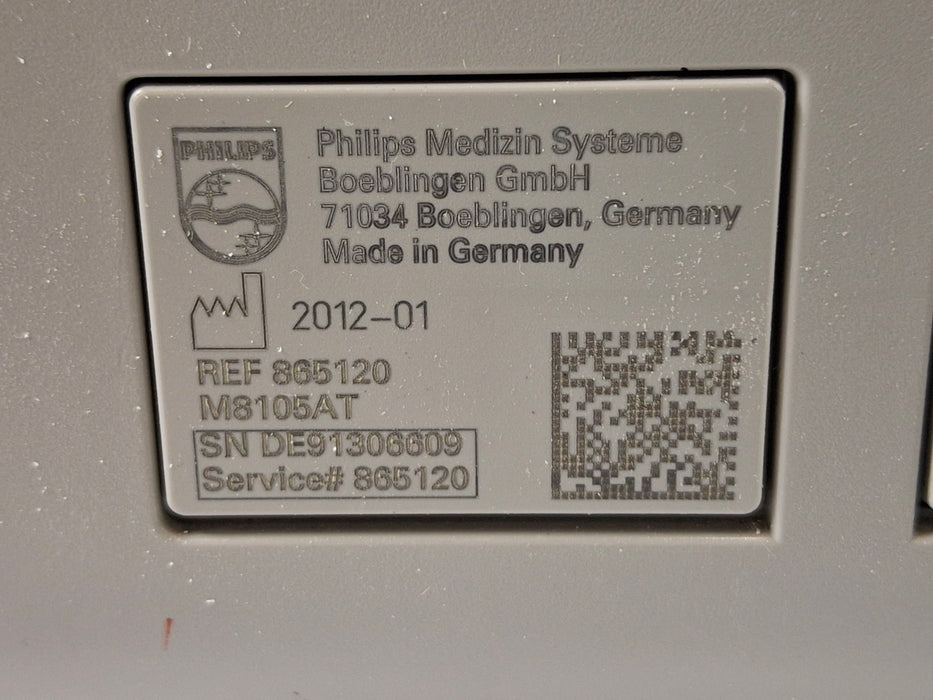 PHILIPS
Philips Medizin Systeme
Boeblingen GmbH
71034 Boeblingen, Germany
Made in Germany
2012-01
REF 865120
M8105AT
SN DE91306609
Service# 865120